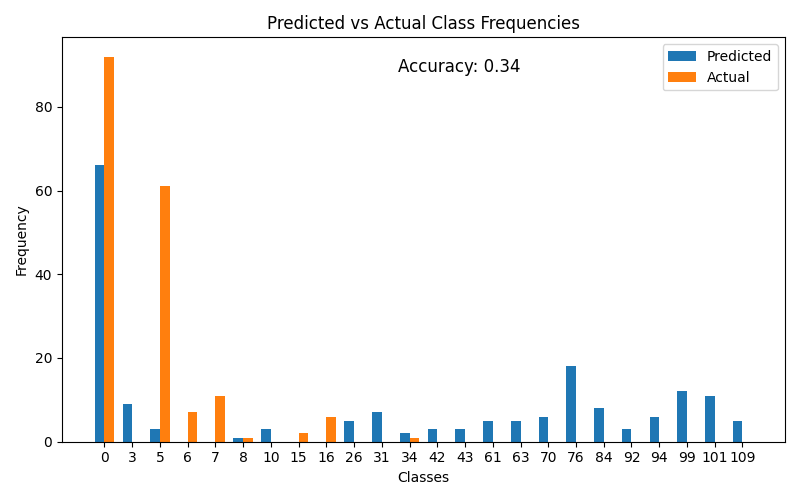 Predicted vs Actual Class Frequencies
Accuracy: 0.34
Predicted
Actual
Frequency
80
60
40
20
0
0 3 5 6 7 8 10 15 16 26 31 34 42 43 61 63 70 76 84 92 94 99 101 109
Classes